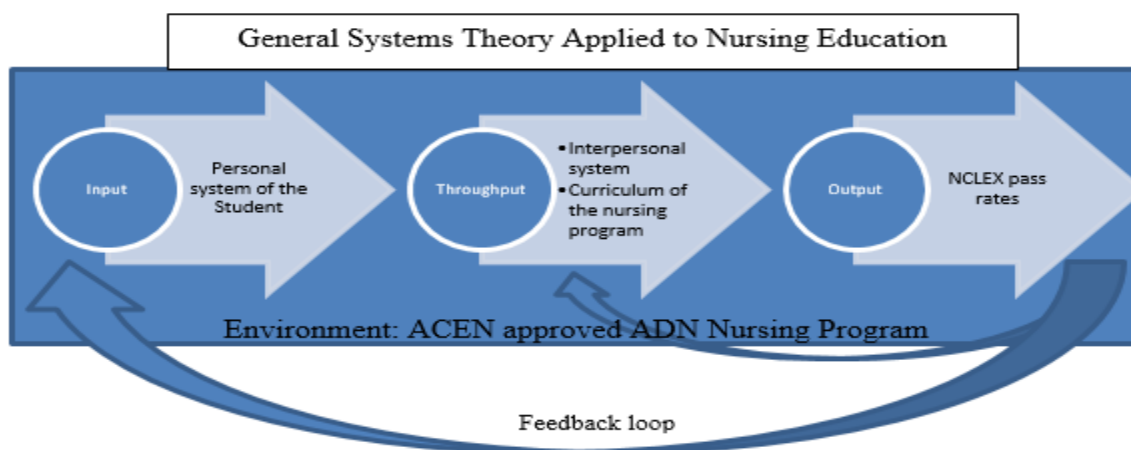 General Systems Theory Applied to Nursing Education
Input
Personal
system of the
Student
Throughput
•Interpersonal
system
•Curriculum of
the nursing
program
Output
NCLEX pass
rates
Environment: ACEN approved ADN Nursing Program
Feedback loop